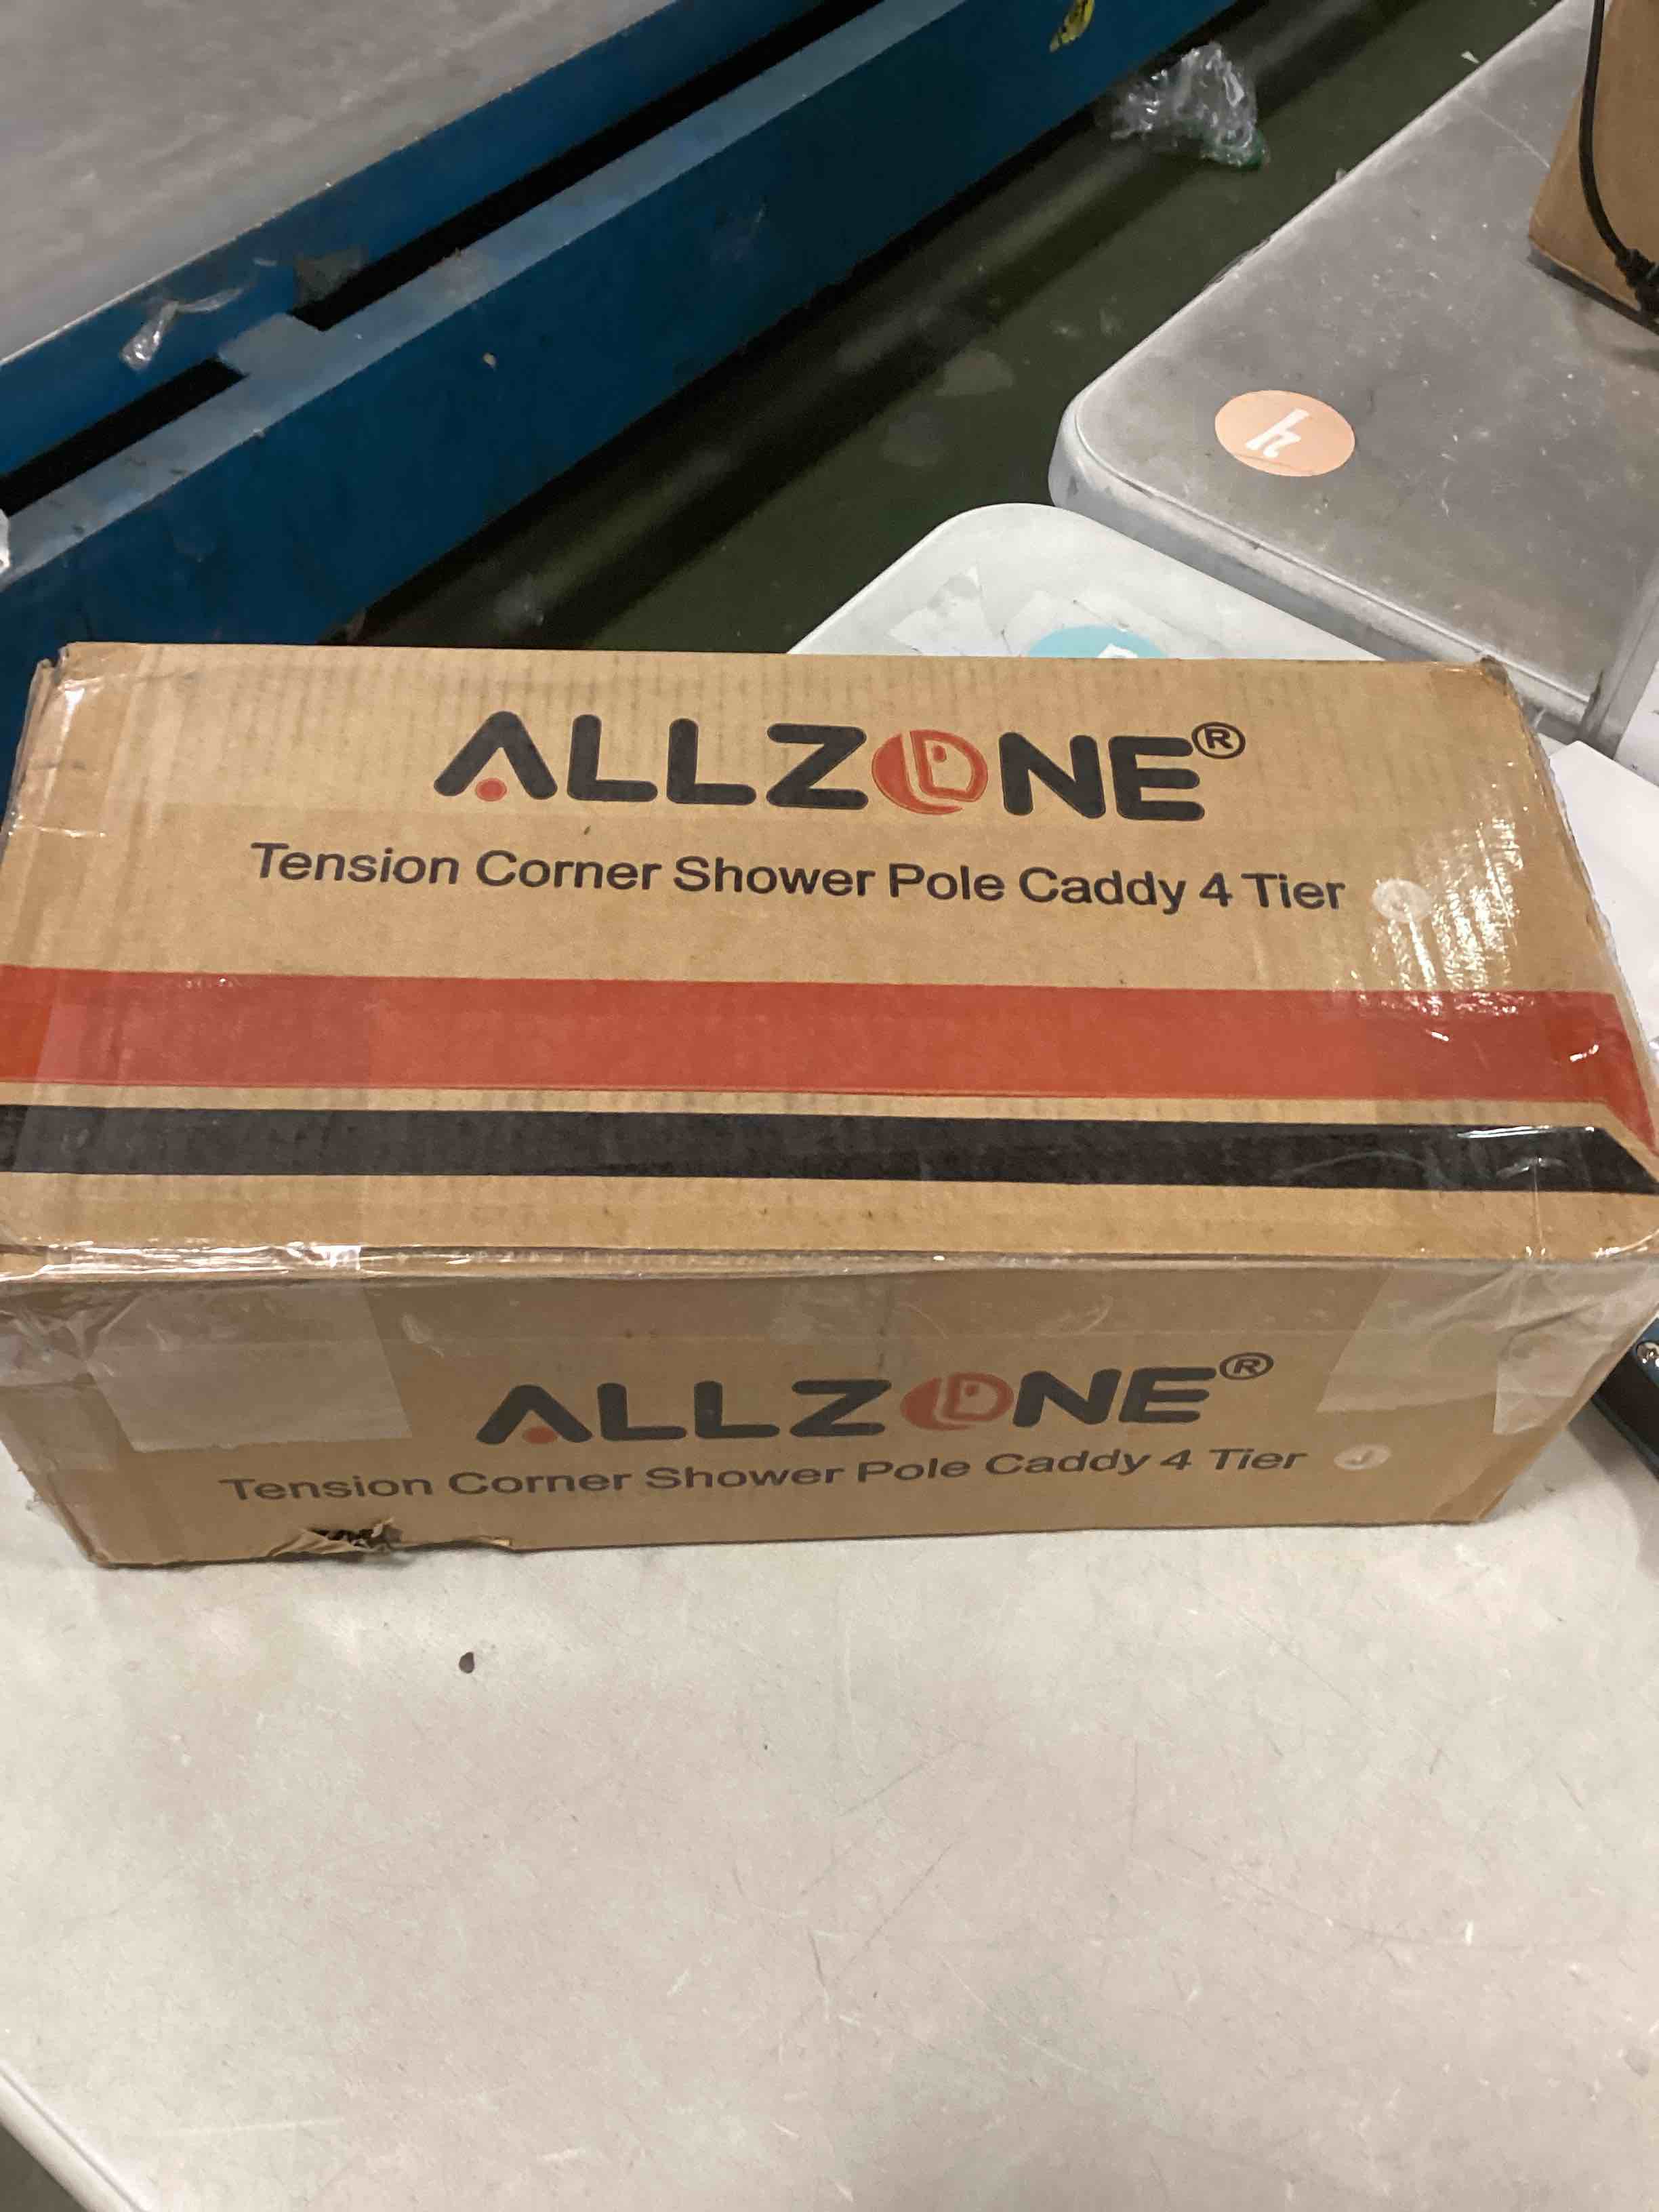 h
ALLZONE®
Tension Corner Shower Pole Caddy 4 Tier
ALLZONE®
Tension Corner Shower Pole Caddy 4 Tier